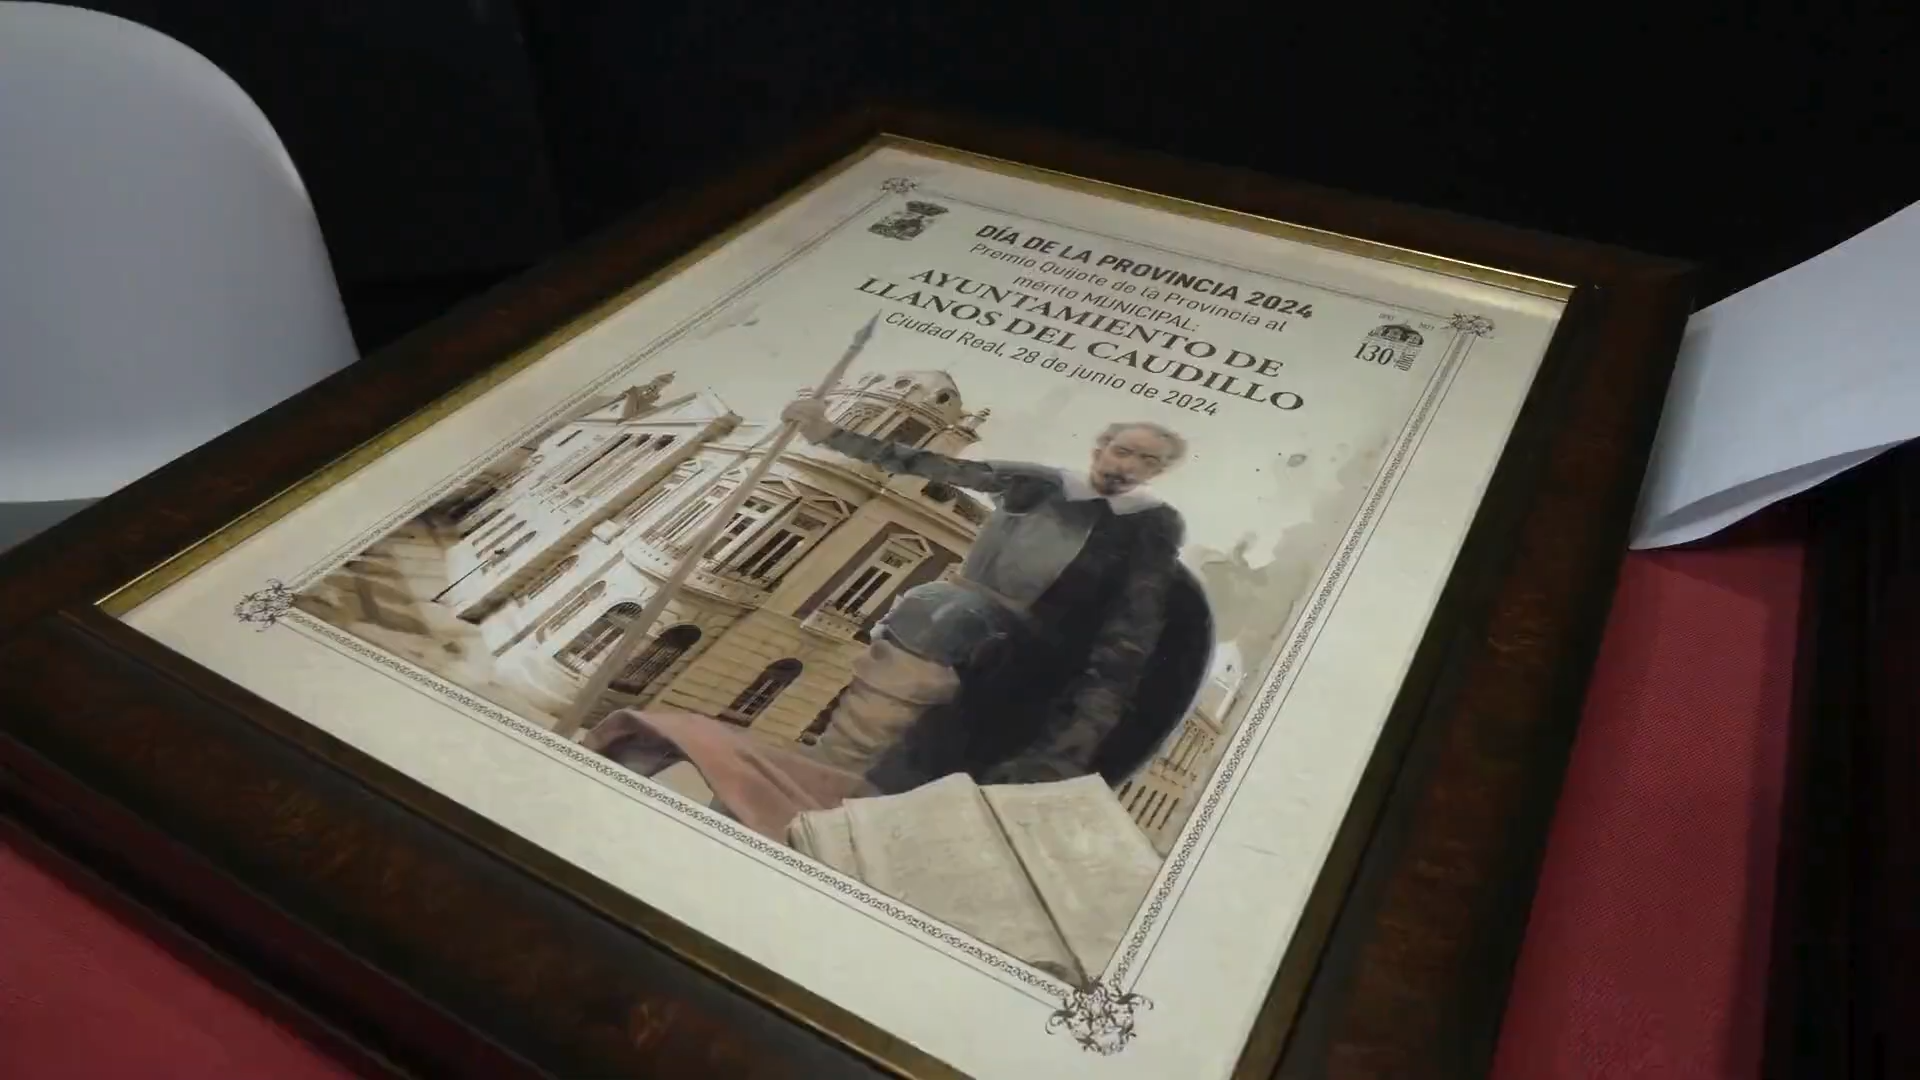 DÍA DE LA PROVINCIA 2024
Premio Quijote de la Provincia al
mérito MUNICIPAL:
AYUNTAMIENTO DE
LLANOS DEL CAUDILLO
Ciudad Real, 28 de junio de 2024
130